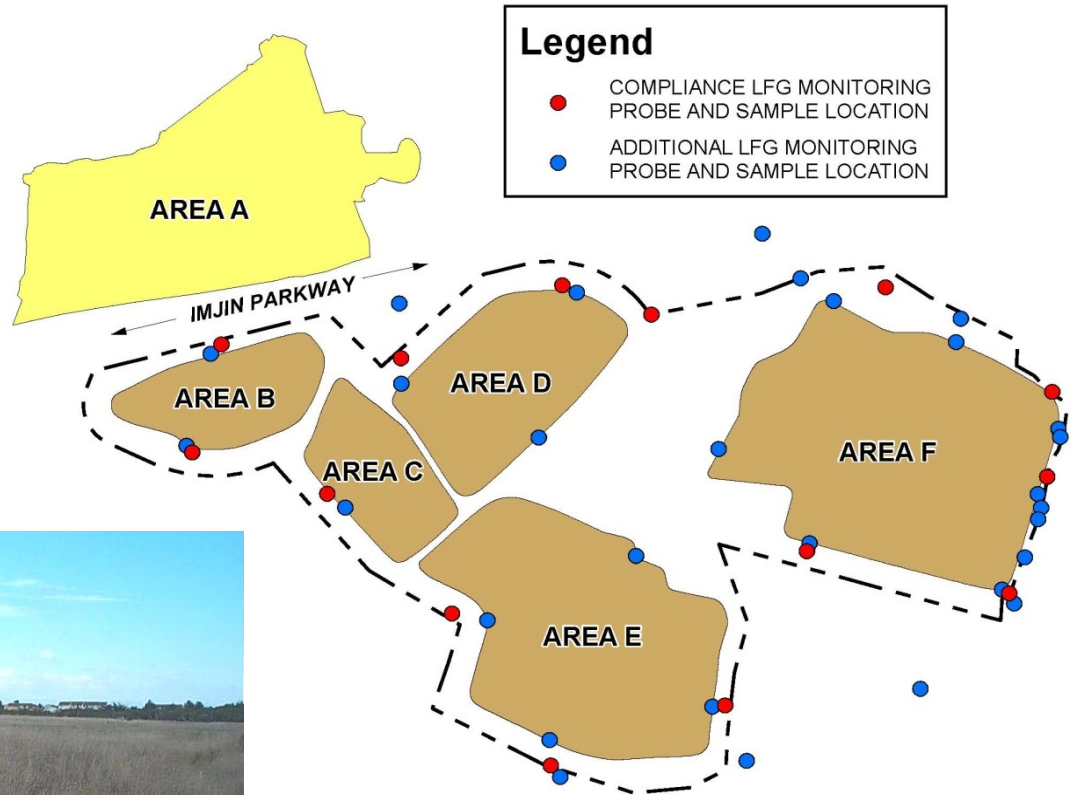 Legend
COMPLIANCE LFG MONITORING
PROBE AND SAMPLE LOCATION
ADDITIONAL LFG MONITORING
PROBE AND SAMPLE LOCATION
AREA A
IMJIN PARKWAY
AREA B
AREA D
AREA C
AREA F
AREA E